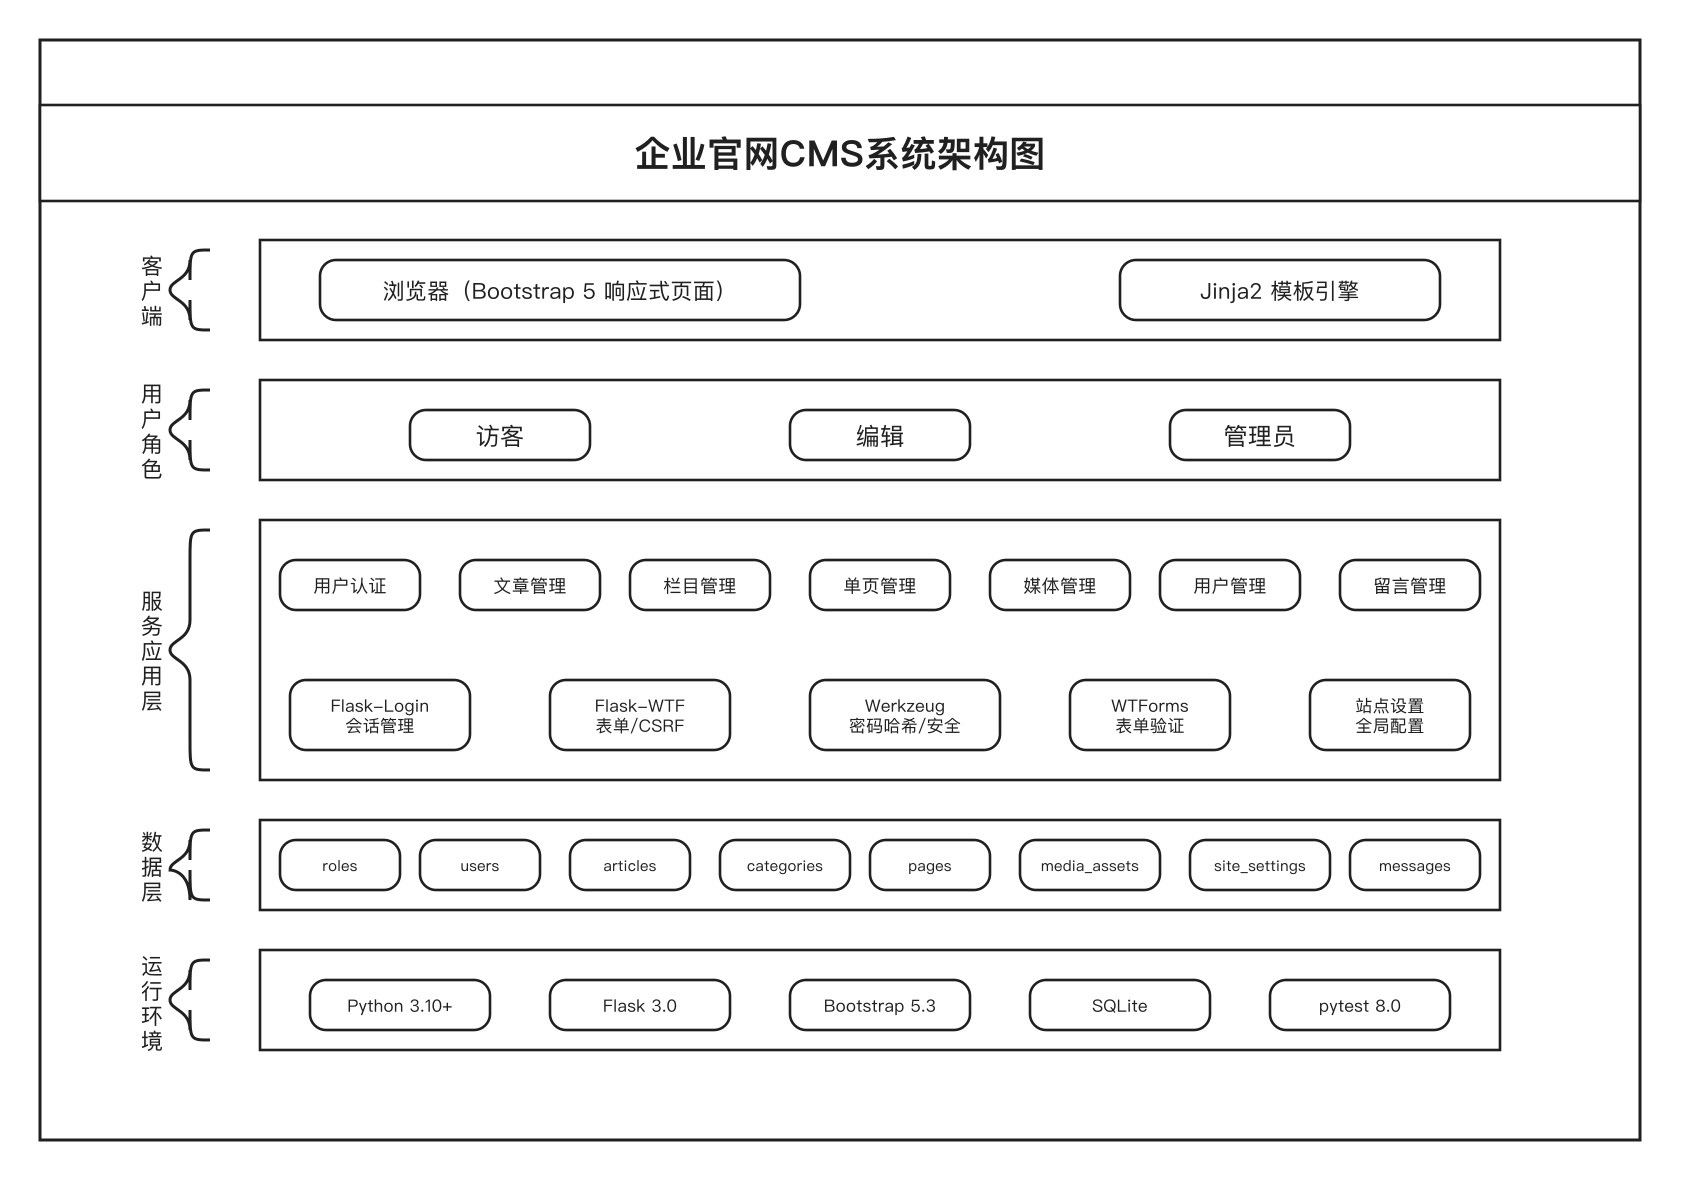 企业官网CMS系统架构图
客户端
浏览器（Bootstrap 5 响应式页面）
Jinja2 模板引擎
用户角色
访客
编辑
管理员
服务应用层
用户认证
文章管理
栏目管理
单页管理
媒体管理
用户管理
留言管理
Flask-Login
会话管理
Flask-WTF
表单/CSRF
Werkzeug
密码哈希/安全
WTForms
表单验证
站点设置
全局配置
数据层
roles
users
articles
categories
pages
media_assets
site_settings
messages
运行环境
Python 3.10+
Flask 3.0
Bootstrap 5.3
SQLite
pytest 8.0